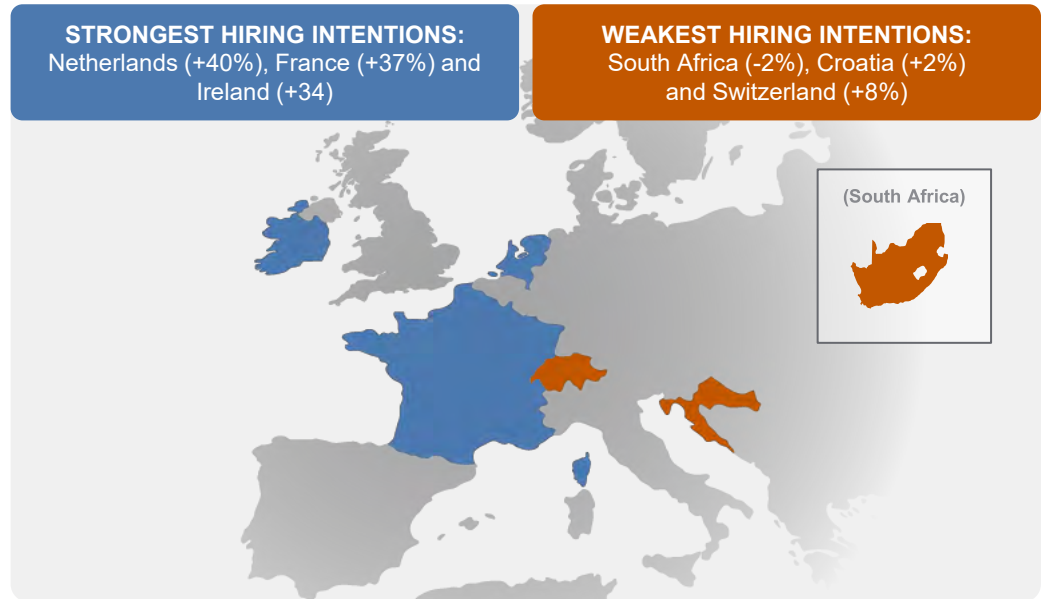 STRONGEST HIRING INTENTIONS:
Netherlands (+40%), France (+37%) and
Ireland (+34)
WEAKEST HIRING INTENTIONS:
South Africa (-2%), Croatia (+2%)
and Switzerland (+8%)
(South Africa)